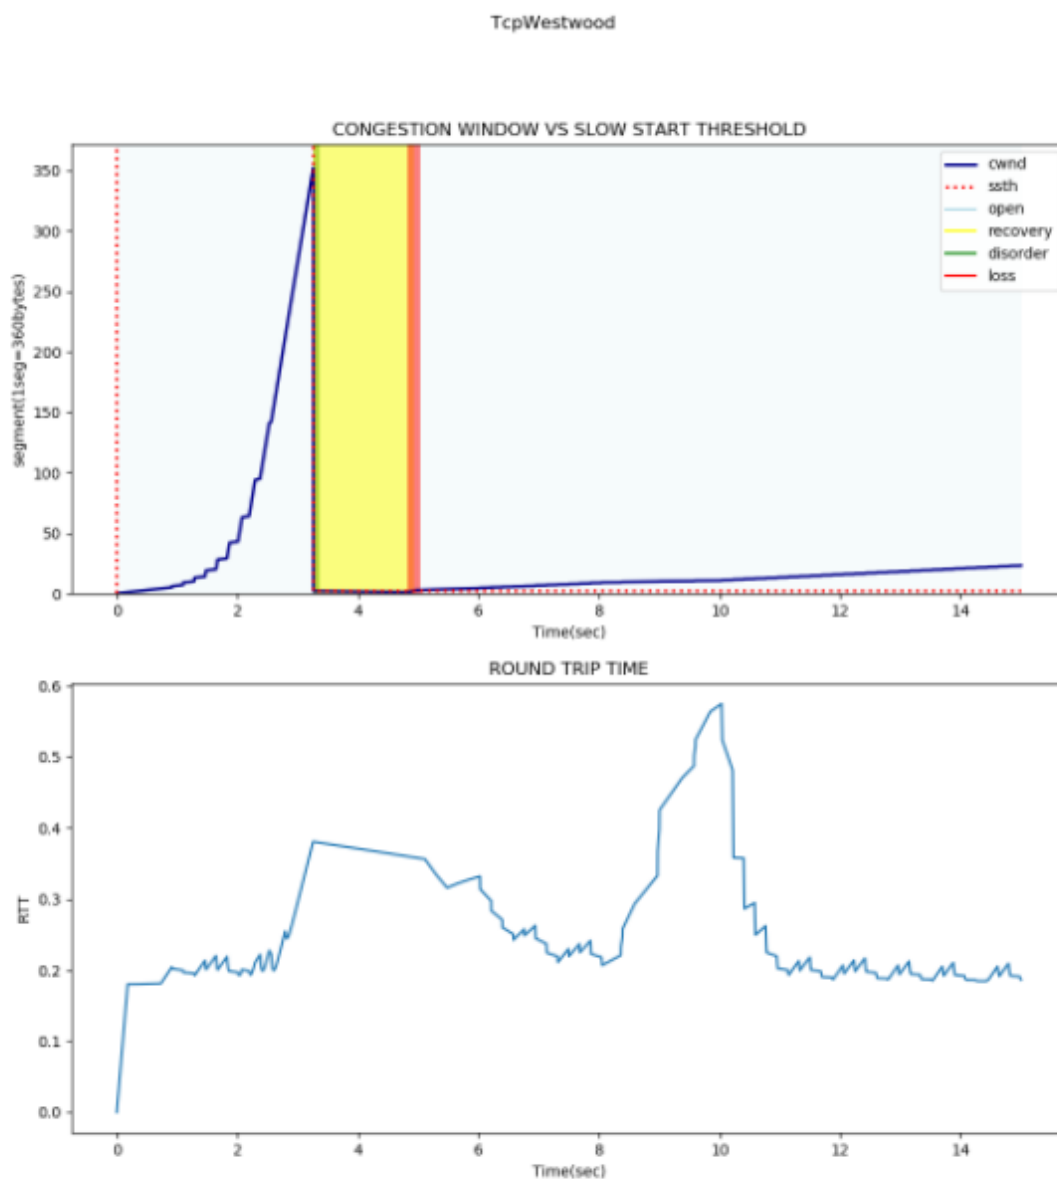 TcpWestwood
CONGESTION WINDOW VS SLOW START THRESHOLD
segment(1seg=360bytes)
350
300
250
200
150
100
50
0
cwnd
ssth
open
recovery
disorder
loss
0 2 4 6 8 10 12 14
Time(sec)
ROUND TRIP TIME
RTT
0.6
0.5
0.4
0.3
0.2
0.1
0.0
0 2 4 6 8 10 12 14
Time(sec)